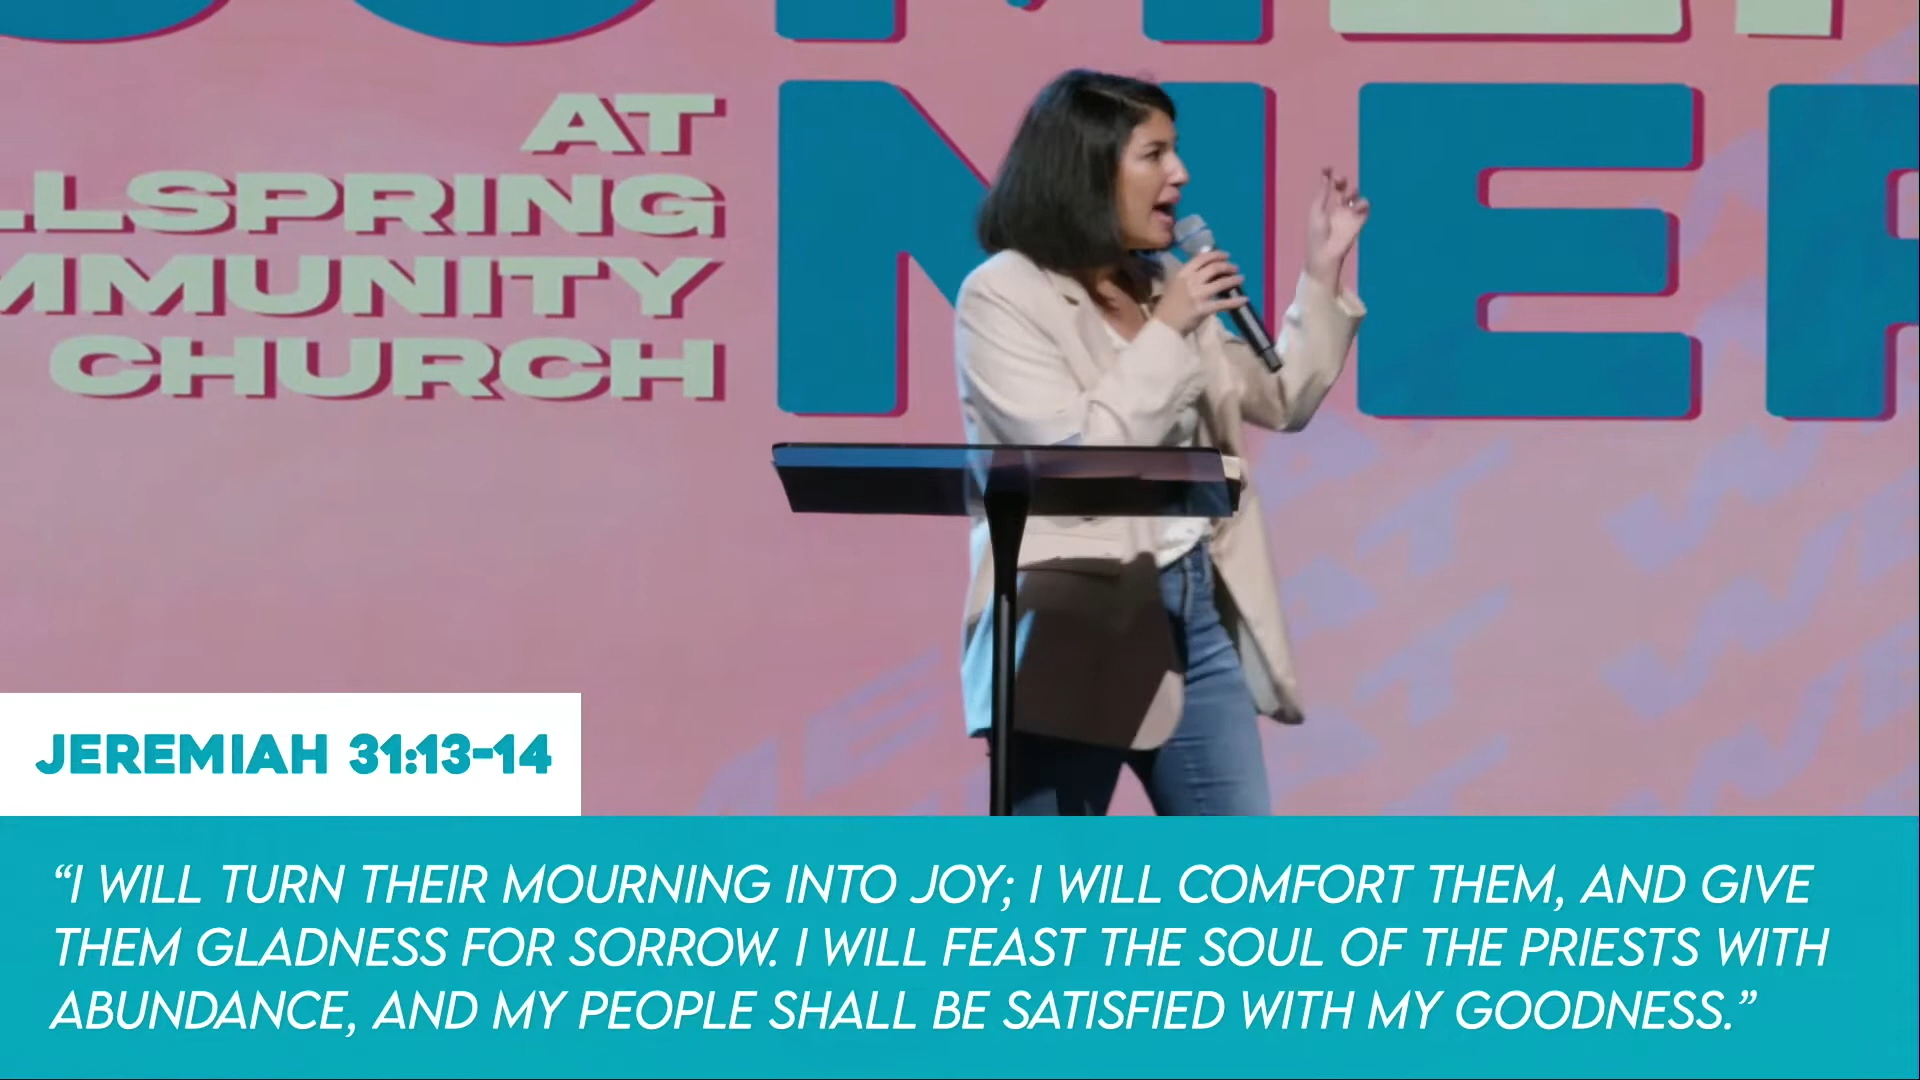 AT
LLSPRING
MMUNITY
CHURCH
JEREMIAH 31:13-14
“I WILL TURN THEIR MOURNING INTO JOY; I WILL COMFORT THEM, AND GIVE
THEM GLADNESS FOR SORROW. I WILL FEAST THE SOUL OF THE PRIESTS WITH
ABUNDANCE, AND MY PEOPLE SHALL BE SATISFIED WITH MY GOODNESS.”